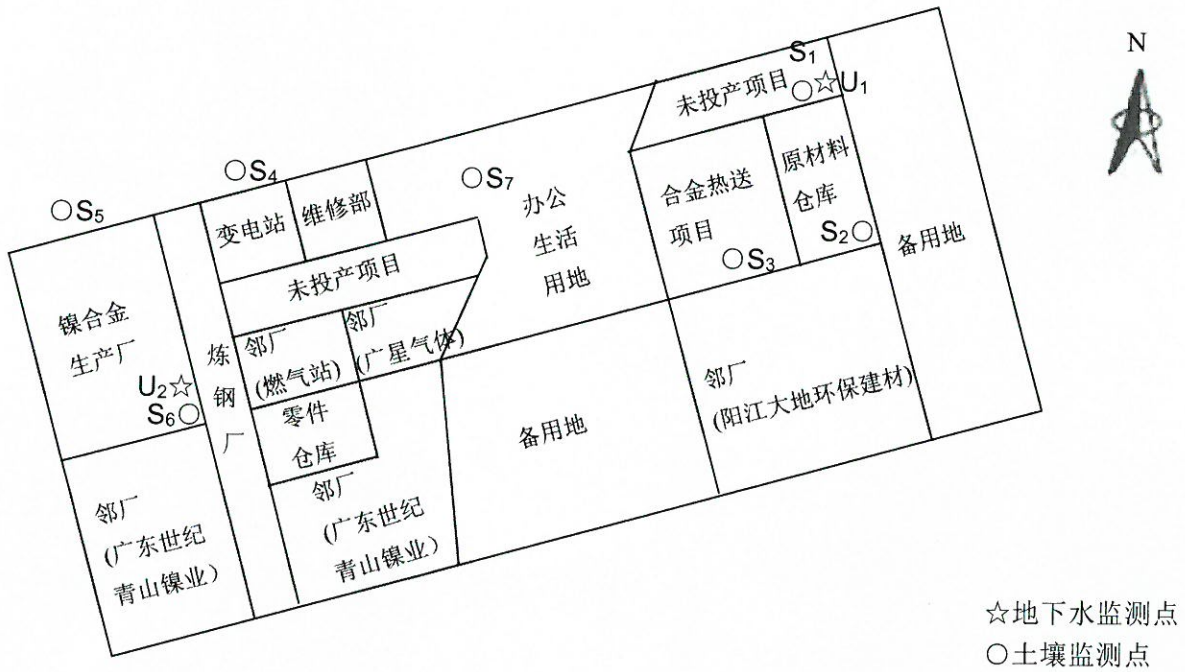 N
S1
未投产项目
○☆U1
○S4
○S7
○S5
原材料
仓库
合金热送
项目
S2○
○S3
办公
生活
用地
变电站
维修部
未投产项目
备用地
镍合金
生产厂
U2☆
S6○
炼
钢
厂
邻厂
(燃气站)
邻厂
(广星气体)
零件
仓库
备用地
邻厂
(阳江大地环保建材)
邻厂
(广东世纪
青山镍业)
邻厂
(广东世纪
青山镍业)
☆地下水监测点
○土壤监测点